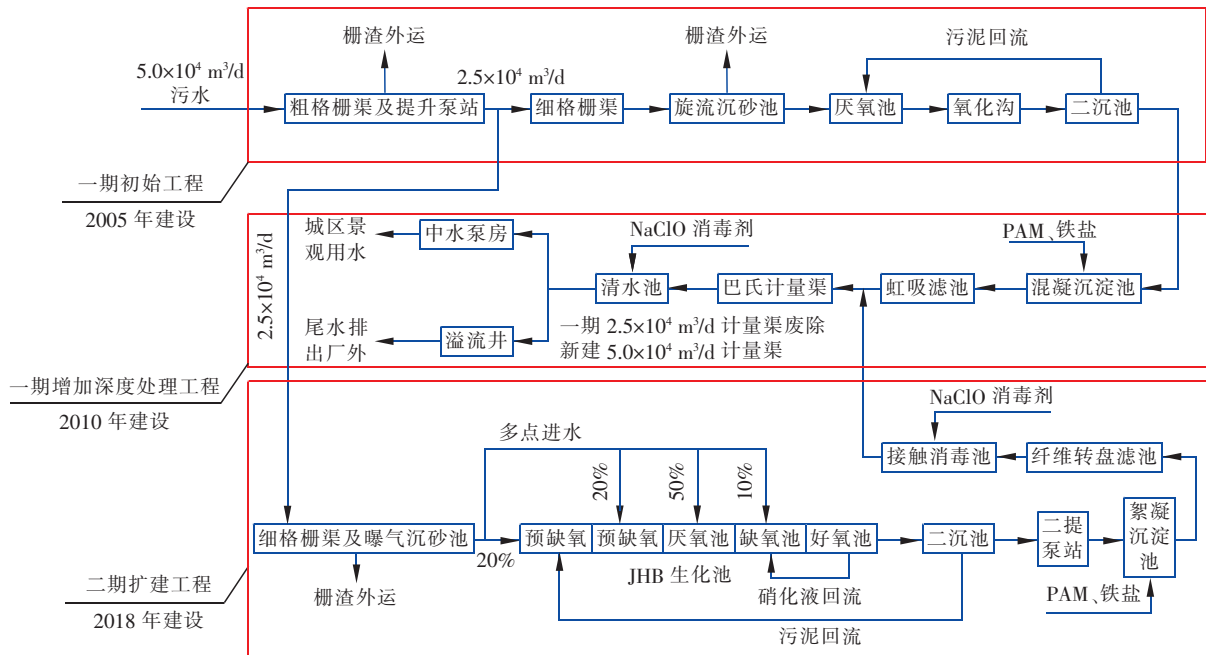 栅渣外运
栅渣外运
污泥回流
5.0×10⁴ m³/d
污水
2.5×10⁴ m³/d
粗格栅渠及提升泵站
细格栅渠
旋流沉砂池
厌氧池
氧化沟
二沉池
一期初始工程
2005 年建设
2.5×10⁴ m³/d
城区景
观用水
中水泵房
NaClO 消毒剂
PAM、铁盐
清水池
巴氏计量渠
虹吸滤池
混凝沉淀池
尾水排
出厂外
溢流井
一期 2.5×10⁴ m³/d 计量渠废除
新建 5.0×10⁴ m³/d 计量渠
一期增加深度处理工程
2010 年建设
NaClO 消毒剂
多点进水
接触消毒池
纤维转盘滤池
20%
50%
10%
细格栅渠及曝气沉砂池
20%
预缺氧
预缺氧
厌氧池
缺氧池
好氧池
二沉池
二提
泵站
絮凝
沉淀
池
JHB 生化池
栅渣外运
硝化液回流
PAM、铁盐
污泥回流
二期扩建工程
2018 年建设